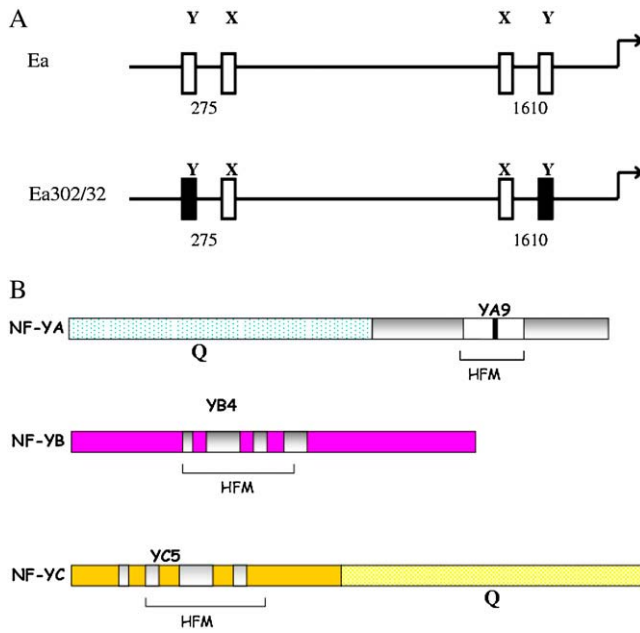 A
Y X X Y
Ea
275 1610
Y X X Y
Ea302/32
275 1610
B
YA9
NF-YA
Q
HFM
YB4
NF-YB
HFM
YC5
NF-YC
Q
HFM